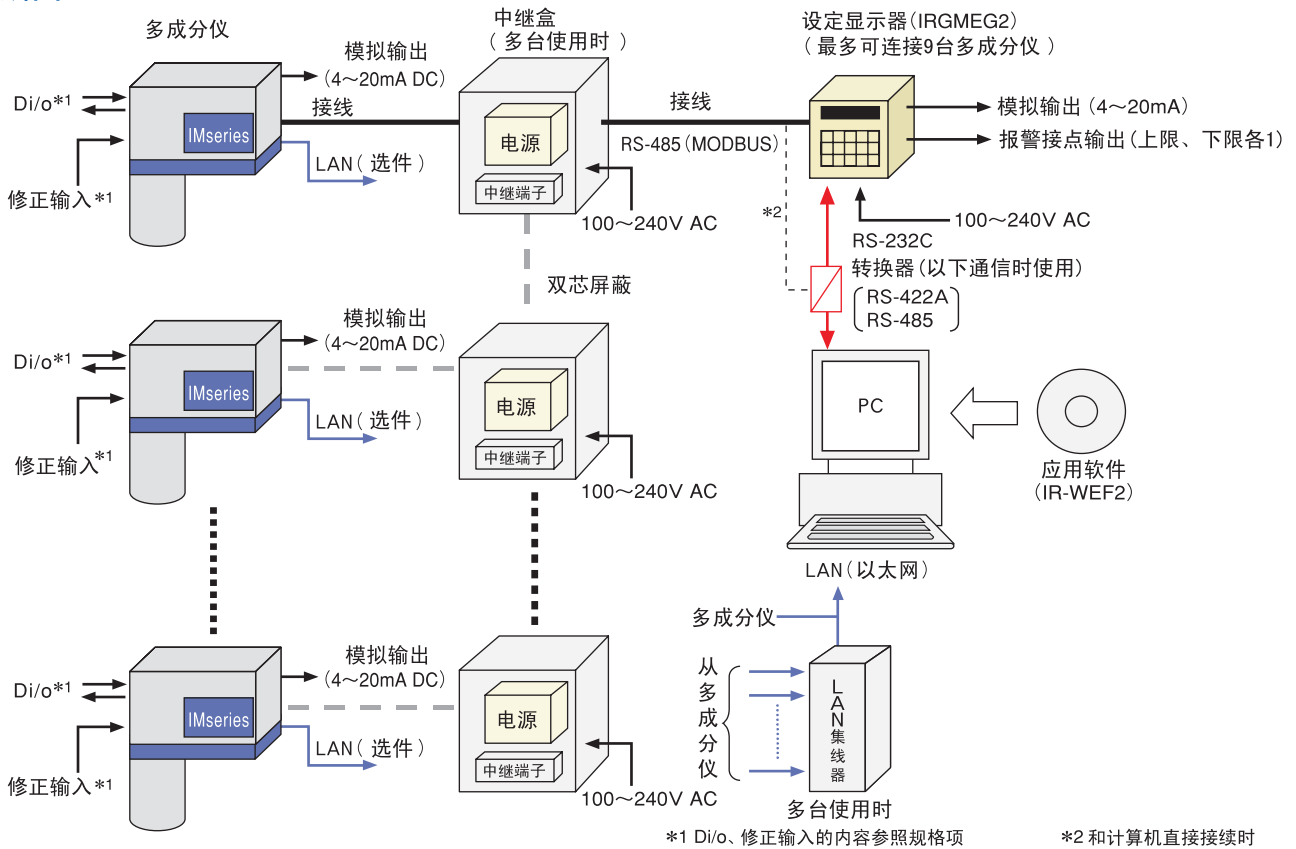 多成分仪
Di/o*1
修正输入*1
IMseries
模拟输出
(4～20mA DC)
接线
LAN(选件)
中继盒
(多台使用时)
电源
中继端子
100～240V AC
接线
RS-485(MODBUS)
设定显示器(IRGMEG2)
(最多可连接9台多成分仪)
模拟输出(4～20mA)
报警接点输出(上限、下限各1)
100～240V AC
*2
RS-232C
转换器(以下通信时使用)
RS-422A
RS-485
双芯屏蔽
Di/o*1
修正输入*1
IMseries
模拟输出
(4～20mA DC)
LAN(选件)
电源
中继端子
100～240V AC
PC
应用软件
(IR-WEF2)
LAN(以太网)
Di/o*1
修正输入*1
IMseries
模拟输出
(4～20mA DC)
LAN(选件)
电源
中继端子
100～240V AC
多成分仪
从多成分仪
LAN集线器
多台使用时
*1 Di/o、修正输入的内容参照规格项
*2 和计算机直接接续时